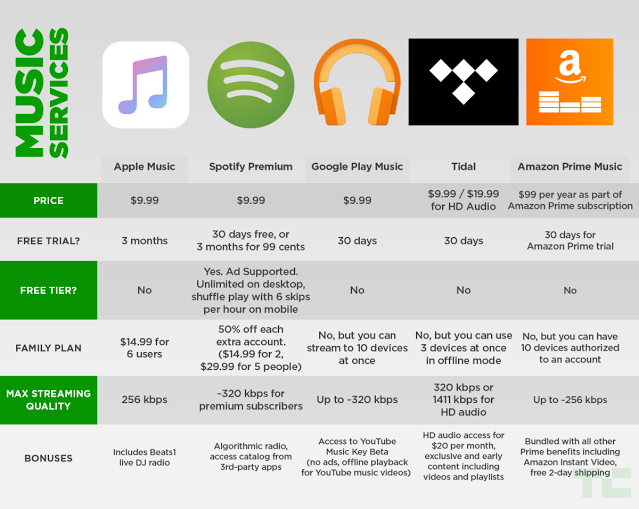 MUSIC
SERVICES
a
Apple Music
Spotify Premium
Google Play Music
Tidal
Amazon Prime Music
PRICE
$9.99
$9.99
$9.99
$9.99 / $19.99
for HD Audio
$99 per year as part of
Amazon Prime subscription
FREE TRIAL?
3 months
30 days free, or
3 months for 99 cents
30 days
30 days
30 days for
Amazon Prime trial
FREE TIER?
No
Yes. Ad Supported.
Unlimited on desktop,
shuffle play with 6 skips
per hour on mobile
No
No
No
FAMILY PLAN
$14.99 for
6 users
50% off each
extra account.
($14.99 for 2,
$29.99 for 5 people)
No, but you can
stream to 10 devices
at once
No, but you can use
3 devices at once
in offline mode
No, but you can have
10 devices authorized
to an account
MAX STREAMING
QUALITY
256 kbps
~320 kbps for
premium subscribers
Up to ~320 kbps
320 kbps or
1411 kbps for
HD audio
Up to ~256 kbps
BONUSES
Includes Beats1
live DJ radio
Algorithmic radio,
access catalog from
3rd-party apps
Access to YouTube
Music Key Beta
(no ads, offline playback
for YouTube music videos)
HD audio access for
$20 per month,
exclusive and early
content including
videos and playlists
Bundled with all other
Prime benefits including
Amazon Instant Video,
free 2-day shipping
TC